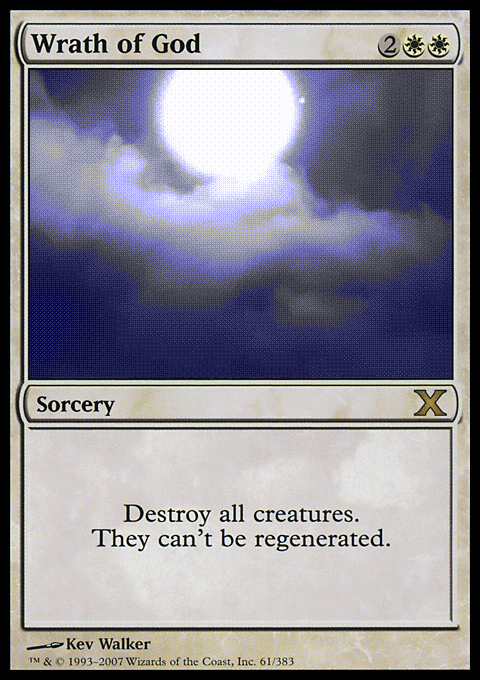 Wrath of God 2
Sorcery X
Destroy all creatures.
They can't be regenerated.
Kev Walker
™ & © 1993–2007 Wizards of the Coast, Inc. 61/383